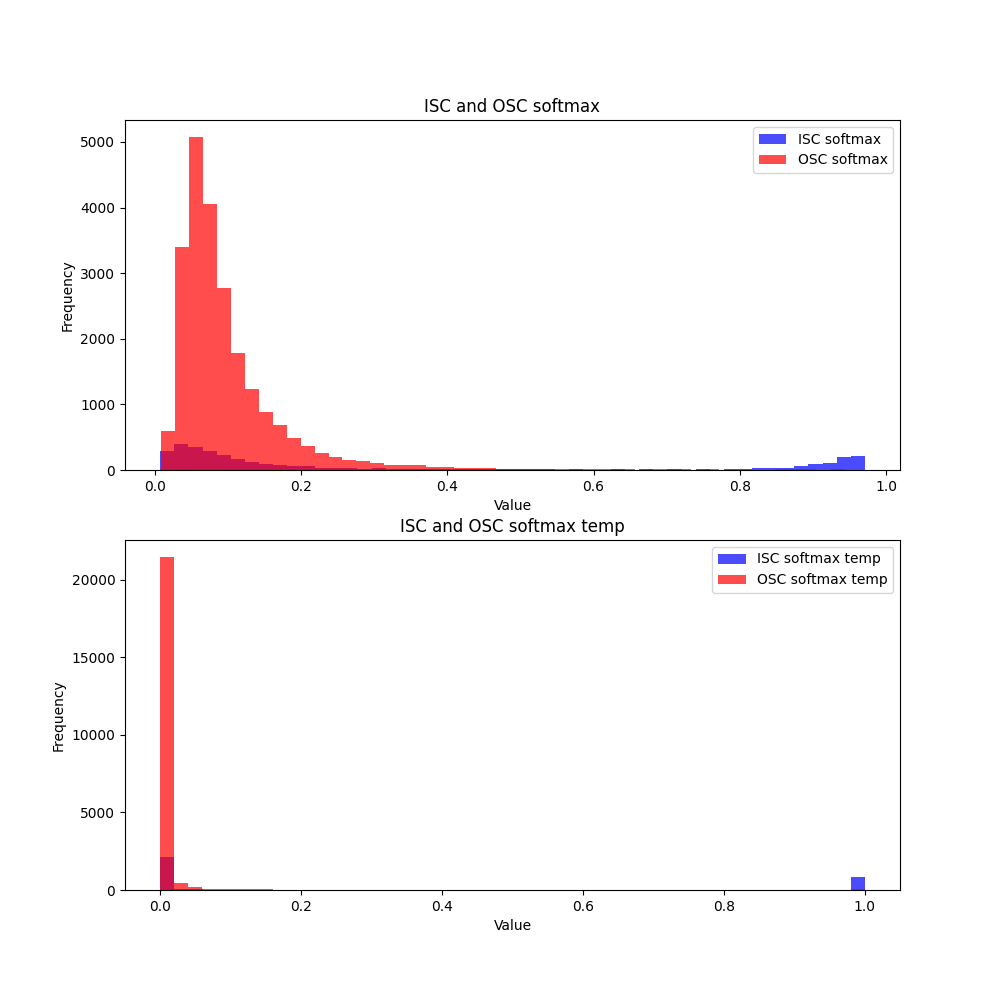 ISC and OSC softmax
ISC softmax
OSC softmax
Frequency
5000
4000
3000
2000
1000
0
0.0 0.2 0.4 0.6 0.8 1.0
Value
ISC and OSC softmax temp
ISC softmax temp
OSC softmax temp
Frequency
20000
15000
10000
5000
0
0.0 0.2 0.4 0.6 0.8 1.0
Value